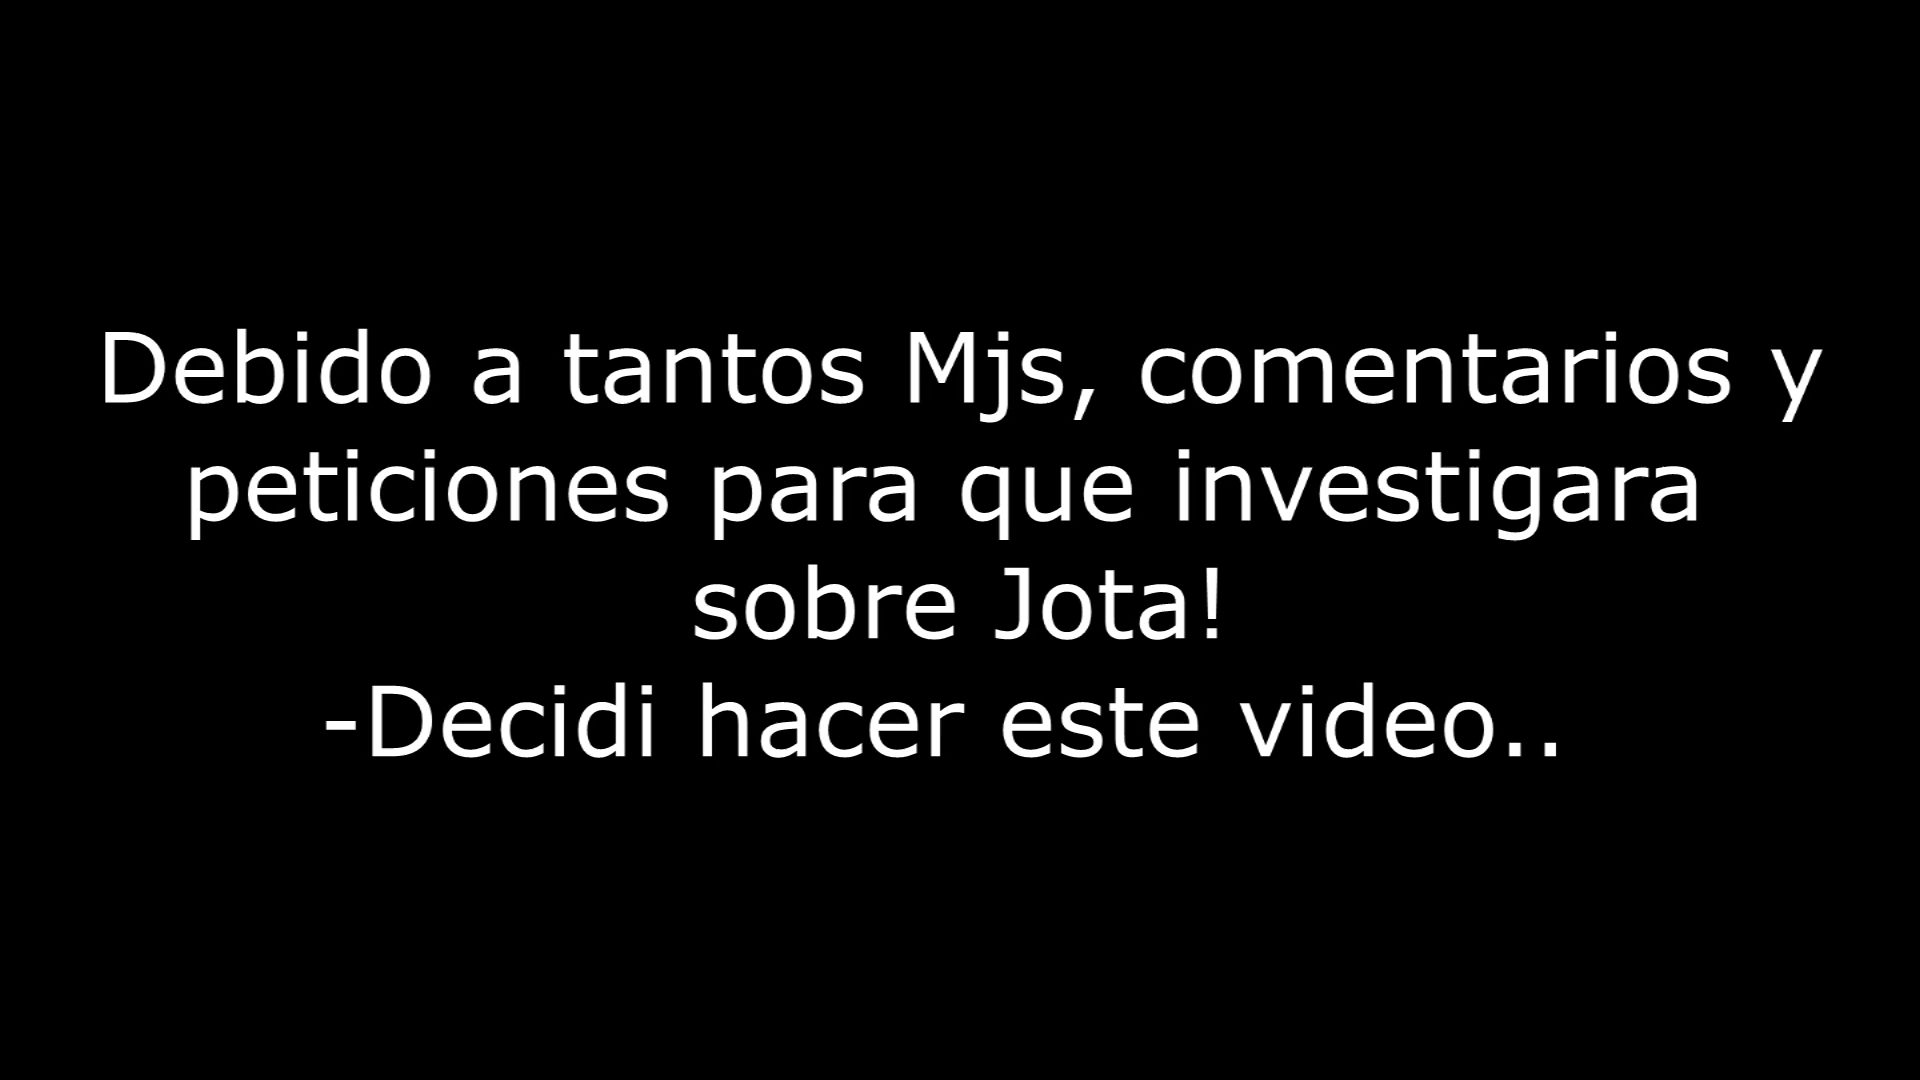 Debido a tantos Mjs, comentarios y
peticiones para que investigara
sobre Jota!
-Decidi hacer este video..